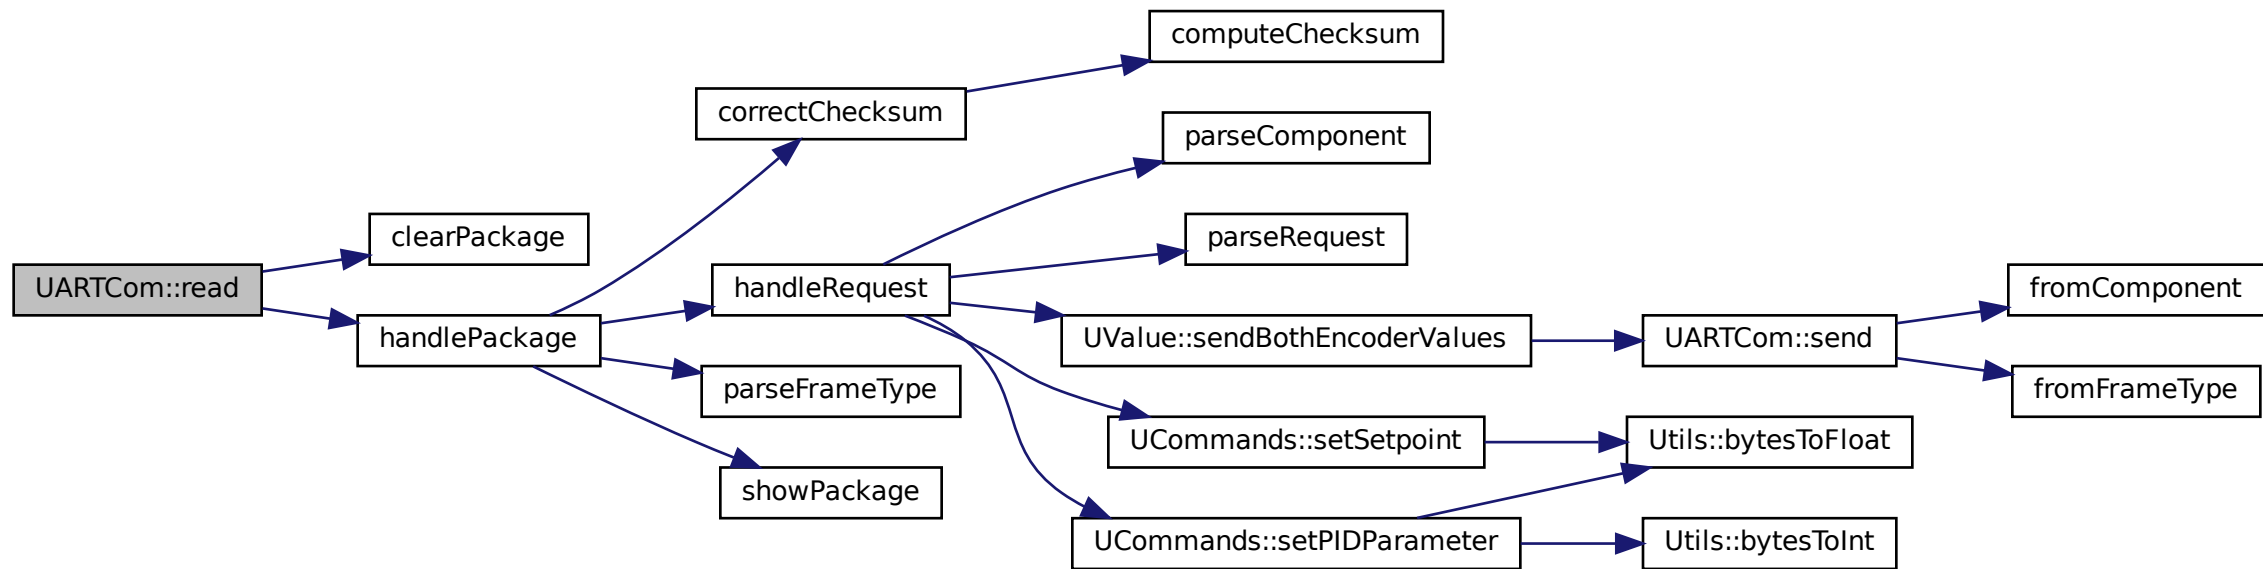 UARTCom::read
clearPackage
handlePackage
correctChecksum
handleRequest
parseFrameType
showPackage
computeChecksum
parseComponent
parseRequest
UValue::sendBothEncoderValues
UCommands::setSetpoint
UCommands::setPIDParameter
UARTCom::send
Utils::bytesToFloat
Utils::bytesToInt
fromComponent
fromFrameType